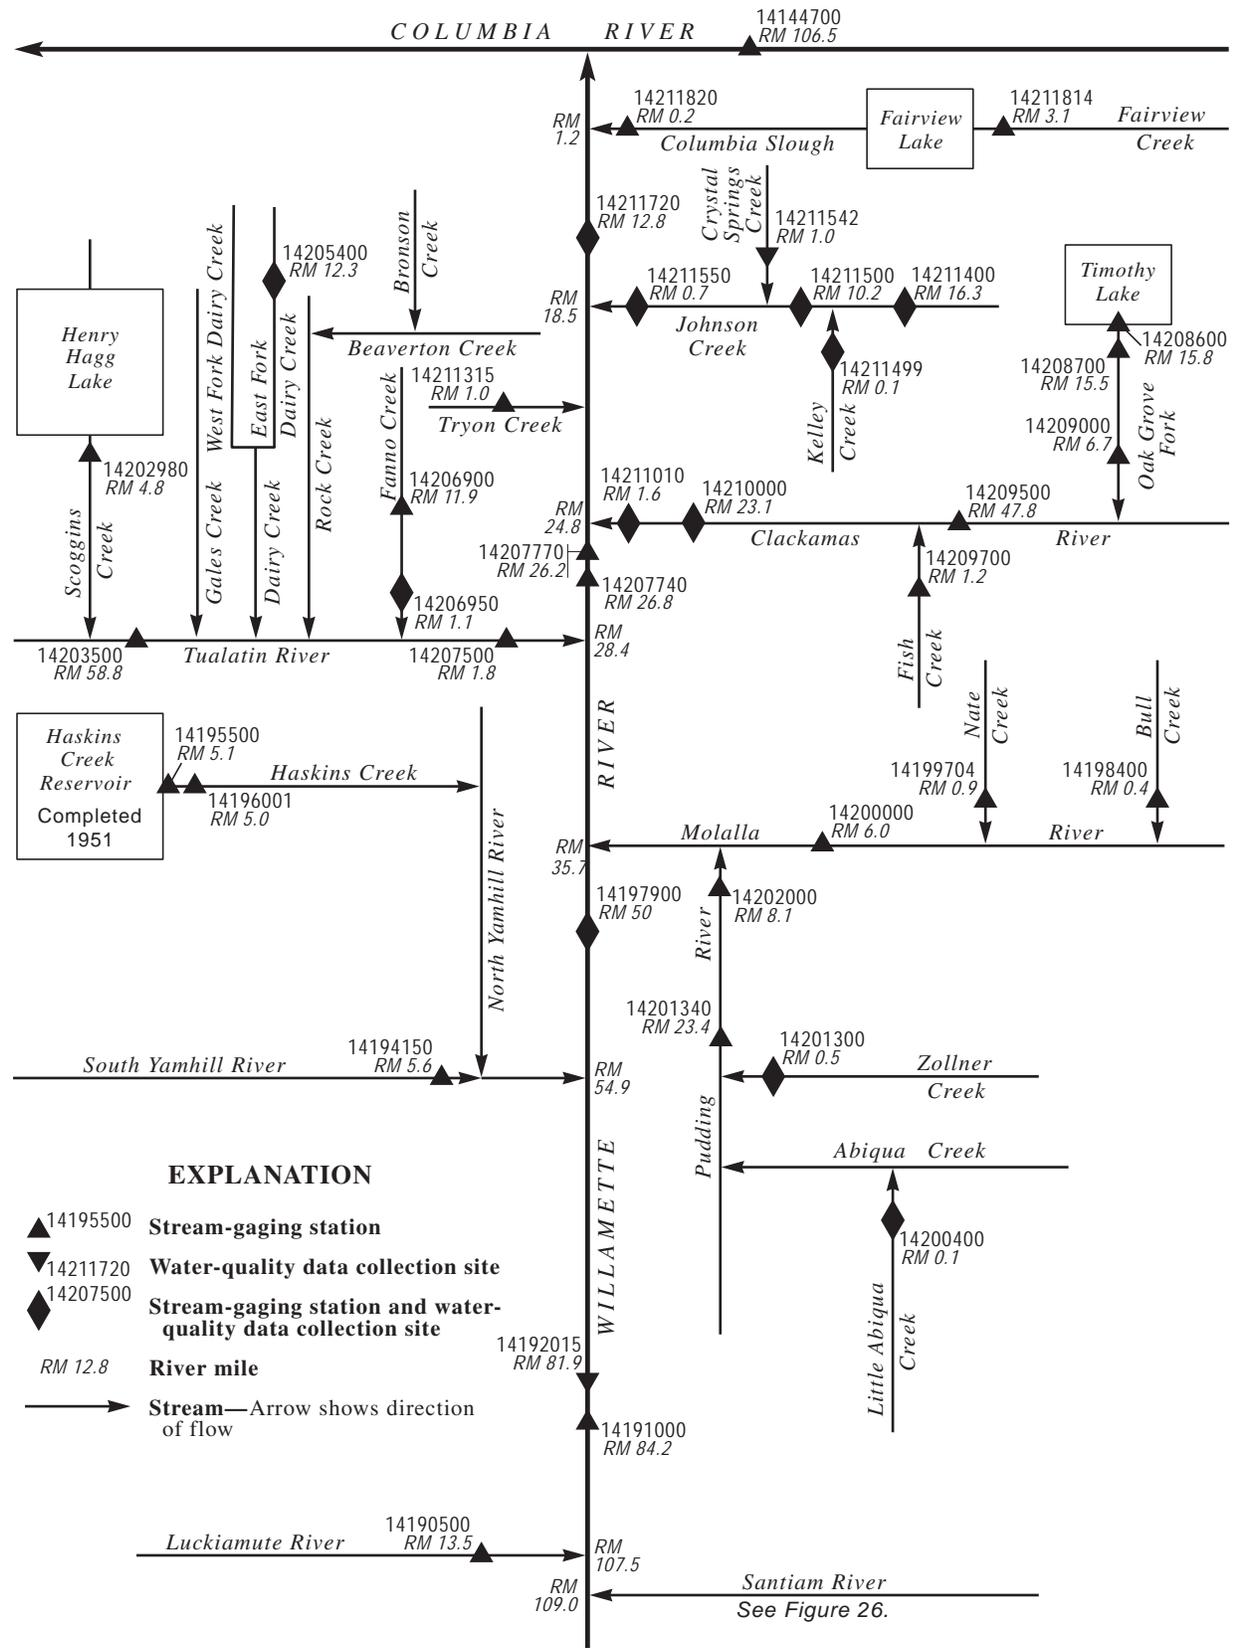 COLUMBIA RIVER
14144700
RM 106.5
14211820
RM 0.2
Columbia Slough
Fairview
Lake
14211814
RM 3.1
Fairview
Creek
RM
1.2
14211720
RM 12.8
Crystal
Springs
Creek
14211542
RM 1.0
14205400
RM 12.3
Bronson
Creek
West Fork Dairy Creek
East Fork
Dairy Creek
Henry
Hagg
Lake
Beaverton Creek
RM
18.5
14211550
RM 0.7
14211500
RM 10.2
14211400
RM 16.3
Johnson
Creek
Timothy
Lake
14208600
RM 15.8
14208700
RM 15.5
14209000
RM 6.7
Oak Grove
Fork
14211499
RM 0.1
Kelley
Creek
14211315
RM 1.0
Tryon Creek
14202980
RM 4.8
Scoggins
Creek
Gales Creek
Dairy Creek
Rock Creek
Fanno Creek
14206900
RM 11.9
14206950
RM 1.1
RM
24.8
14211010
RM 1.6
14210000
RM 23.1
14209500
RM 47.8
Clackamas
River
14207770
RM 26.2
14207740
RM 26.8
14209700
RM 1.2
Fish
Creek
14203500
RM 58.8
Tualatin River
14207500
RM 1.8
RM
28.4
Haskins
Creek
Reservoir
Completed
1951
14195500
RM 5.1
14196001
RM 5.0
Haskins Creek
North Yamhill River
RIVER
Nate
Creek
Bull
Creek
14199704
RM 0.9
14198400
RM 0.4
Molalla
14200000
RM 6.0
River
RM
35.7
14197900
RM 50
14202000
RM 8.1
River
14201340
RM 23.4
14201300
RM 0.5
Zollner
Creek
South Yamhill River
14194150
RM 5.6
RM
54.9
Pudding
Abiqua Creek
14200400
RM 0.1
Little Abiqua
Creek
WILLAMETTE
EXPLANATION
14195500
Stream-gaging station
Water-quality data collection site
14211720
14207500
Stream-gaging station and water-
quality data collection site
RM 12.8
River mile
Stream—Arrow shows direction
of flow
14192015
RM 81.9
14191000
RM 84.2
Luckiamute River
14190500
RM 13.5
RM
107.5
RM
109.0
Santiam River
See Figure 26.